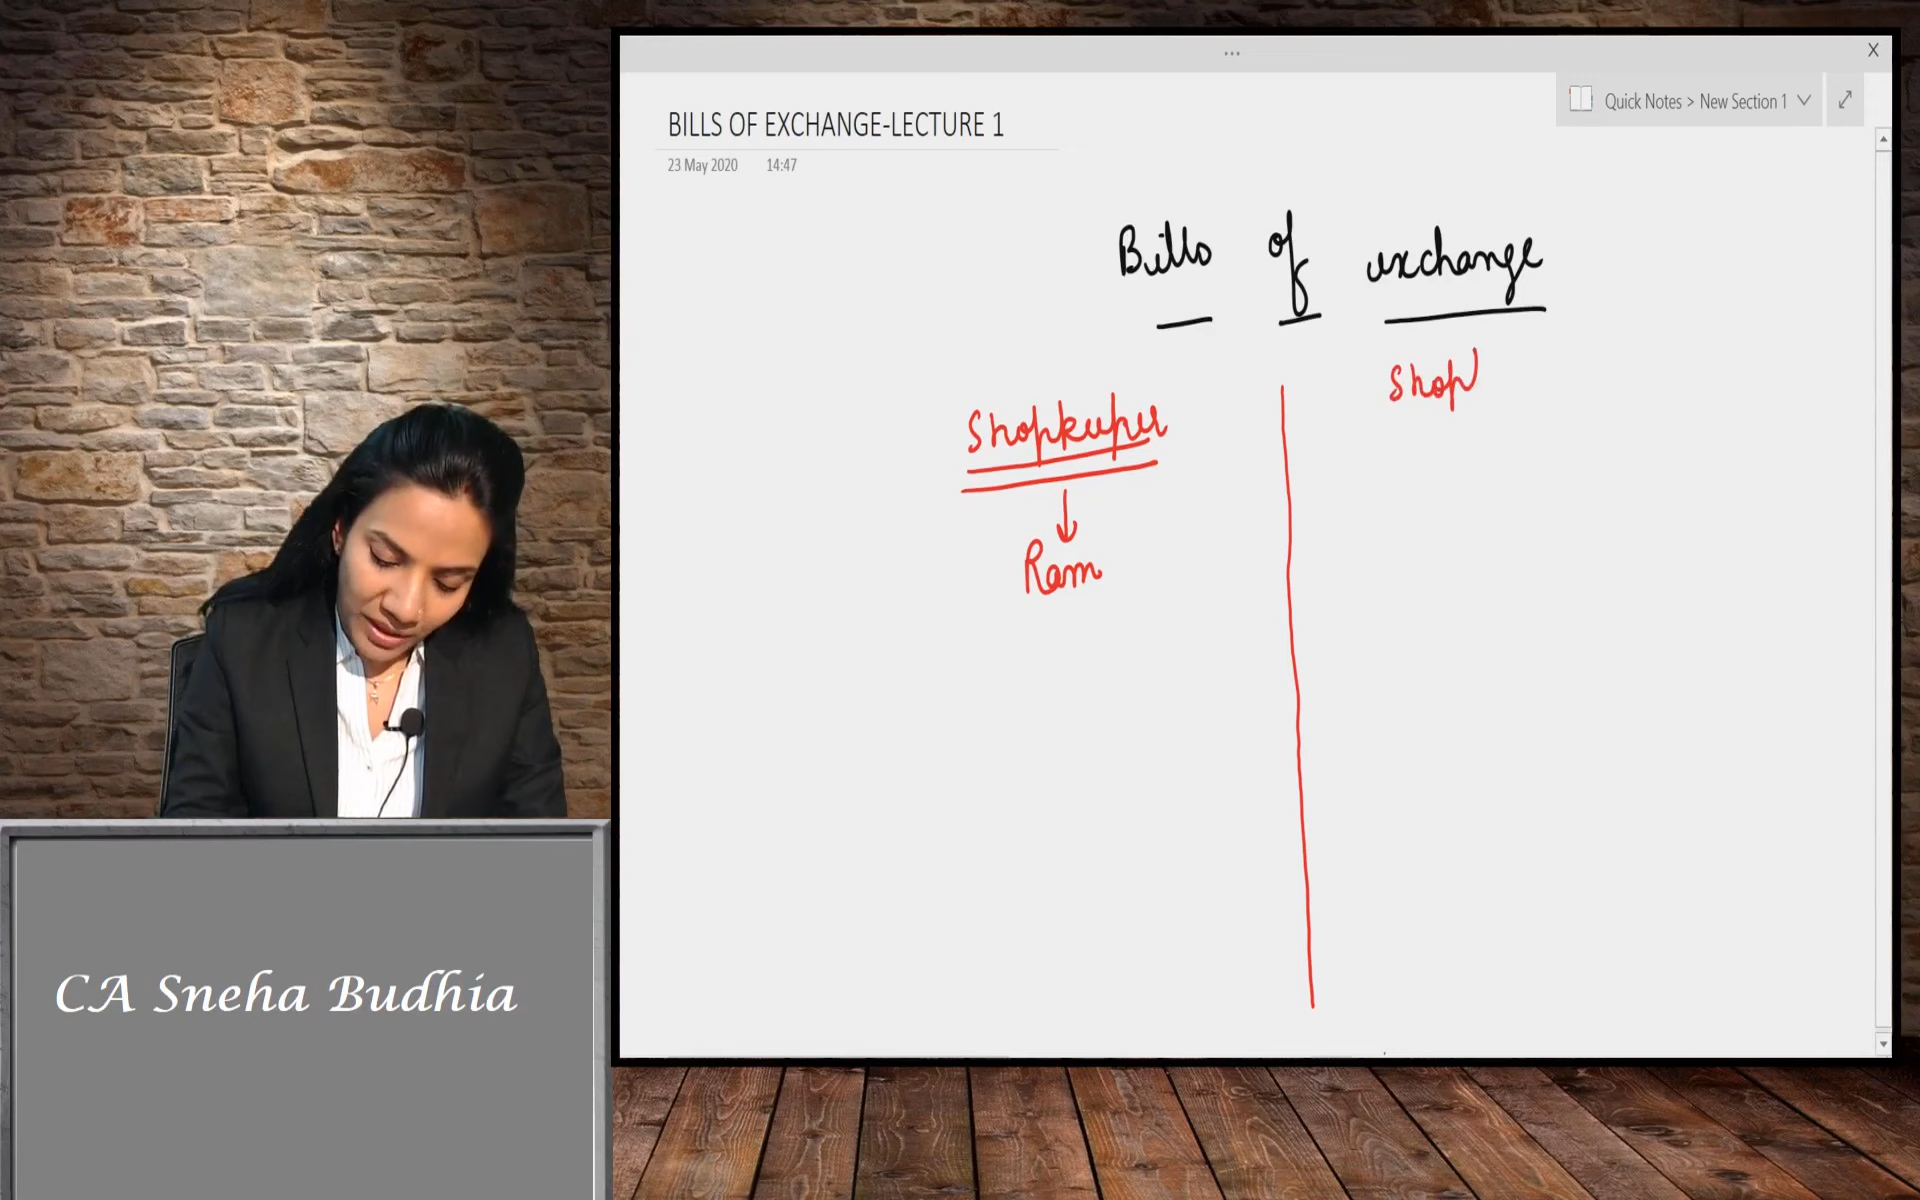 ...
X
Quick Notes > New Section 1
BILLS OF EXCHANGE-LECTURE 1
23 May 2020 14:47
Bills of exchange
Shopkeeper
Shop
Ram
CA Sneha Budhia